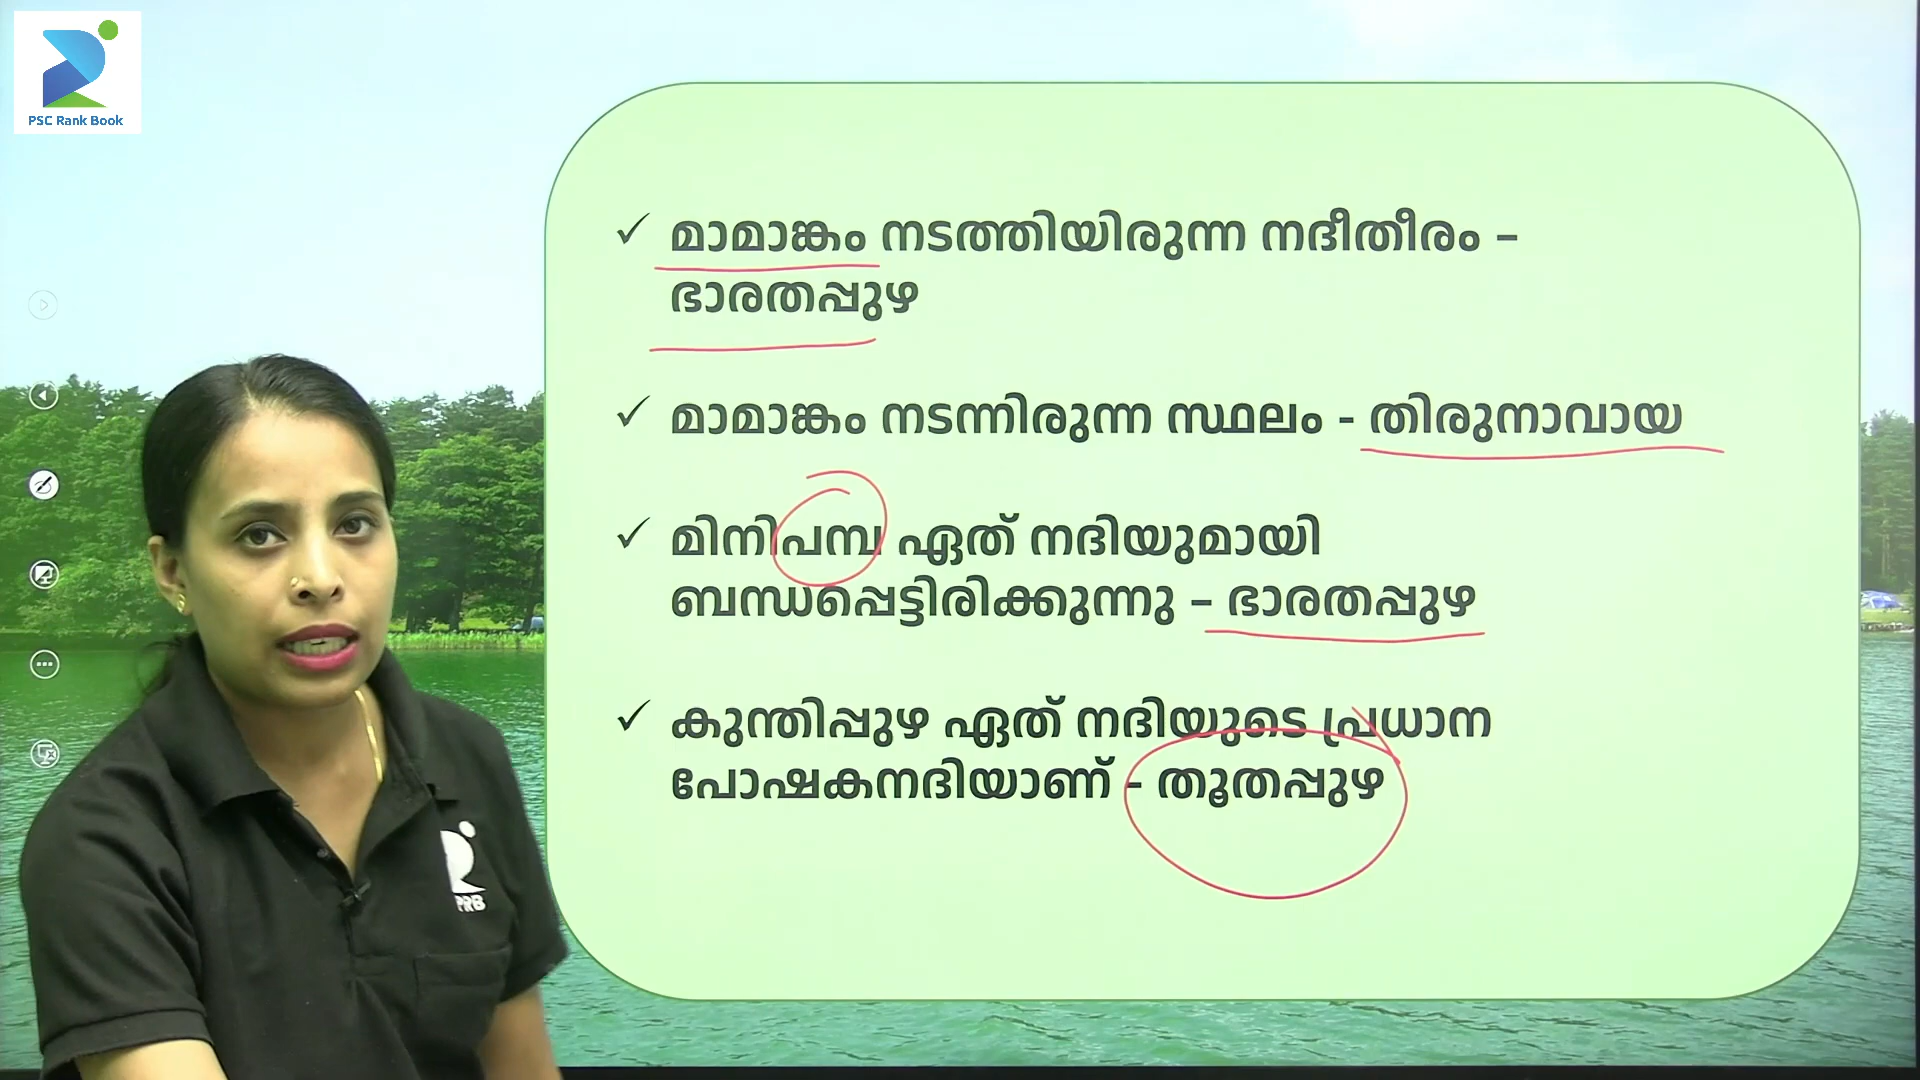 PSC Rank Book
മാമാങ്കം നടത്തിയിരുന്ന നദീതീരം –
ഭാരതപ്പുഴ
മാമാങ്കം നടന്നിരുന്ന സ്ഥലം - തിരുനാവായ
മിനിപമ്പ ഏത് നദിയുമായി
ബന്ധപ്പെട്ടിരിക്കുന്നു – ഭാരതപ്പുഴ
കുന്തിപ്പുഴ ഏത് നദിയുടെ പ്രധാന
പോഷകനദിയാണ് - തൂതപ്പുഴ
PRB